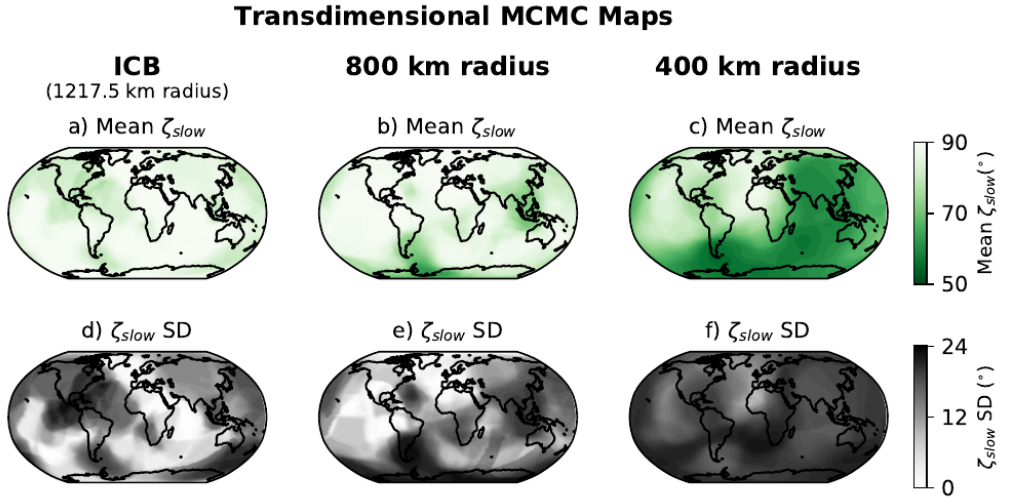 Transdimensional MCMC Maps
ICB
(1217.5 km radius)
800 km radius
400 km radius
a) Mean ζslow
b) Mean ζslow
c) Mean ζslow
90
70
50
Mean ζslow(°)
d) ζslow SD
e) ζslow SD
f) ζslow SD
24
12
0
ζslow SD (°)